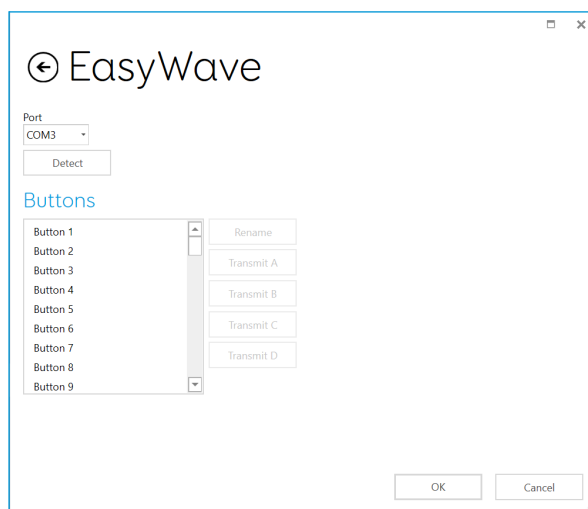 EasyWave
Port
COM3
Detect
Buttons
Button 1
Button 2
Button 3
Button 4
Button 5
Button 6
Button 7
Button 8
Button 9
Rename
Transmit A
Transmit B
Transmit C
Transmit D
OK
Cancel